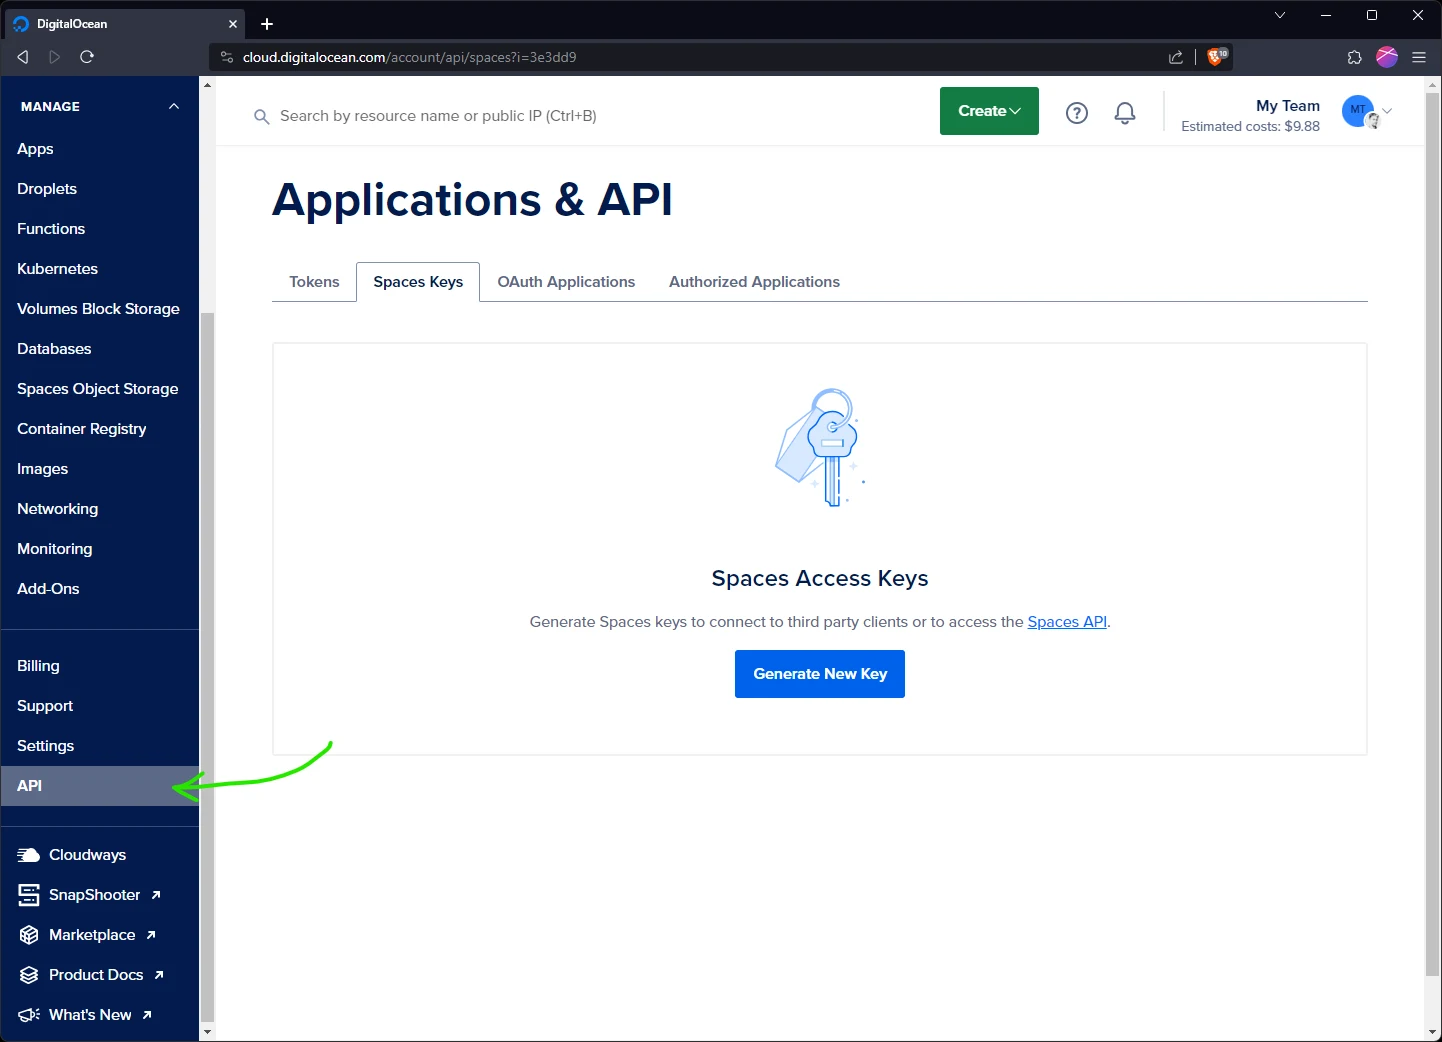 DigitalOcean
cloud.digitalocean.com/account/api/spaces?i=3e3dd9
10
MANAGE
Apps
Droplets
Functions
Kubernetes
Volumes Block Storage
Databases
Spaces Object Storage
Container Registry
Images
Networking
Monitoring
Add-Ons
Billing
Support
Settings
API
Cloudways
SnapShooter
Marketplace
Product Docs
What's New
Search by resource name or public IP (Ctrl+B)
Create
?
My Team
Estimated costs: $9.88
MT
Applications & API
Tokens
Spaces Keys
OAuth Applications
Authorized Applications
Spaces Access Keys
Generate Spaces keys to connect to third party clients or to access the Spaces API.
Generate New Key